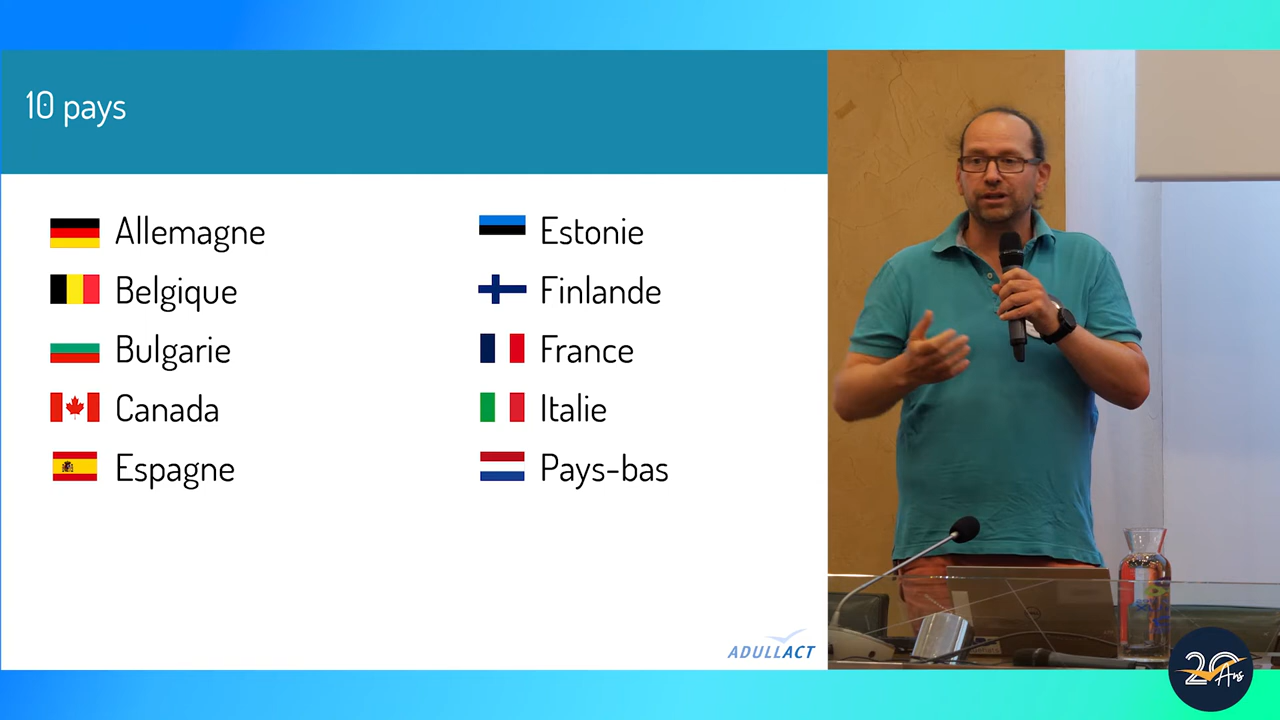 10 pays
Allemagne
Belgique
Bulgarie
Canada
Espagne
Estonie
Finlande
France
Italie
Pays-bas
ADULLACT
20
Ans